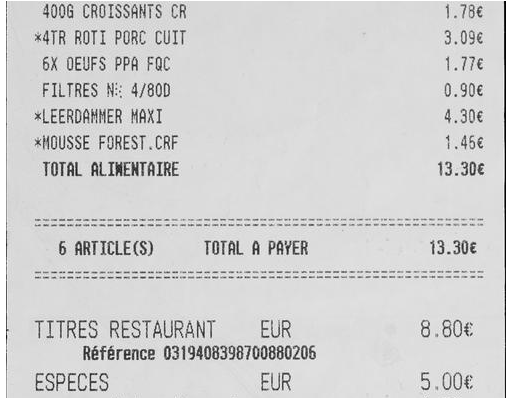 400G CROISSANTS CR 1.78€
*4TR ROTI PORC CUIT 3.09€
6X OEUFS PPA FQC 1.77€
FILTRES Nº 4/80D 0.90€
*LEERDAMMER MAXI 4.30€
*MOUSSE FOREST.CRF 1.46€
TOTAL ALIMENTAIRE 13.30€
6 ARTICLE(S) TOTAL A PAYER 13.30€
TITRES RESTAURANT EUR 8.80€
Référence 0319408398700880206
ESPECES EUR 5.00€